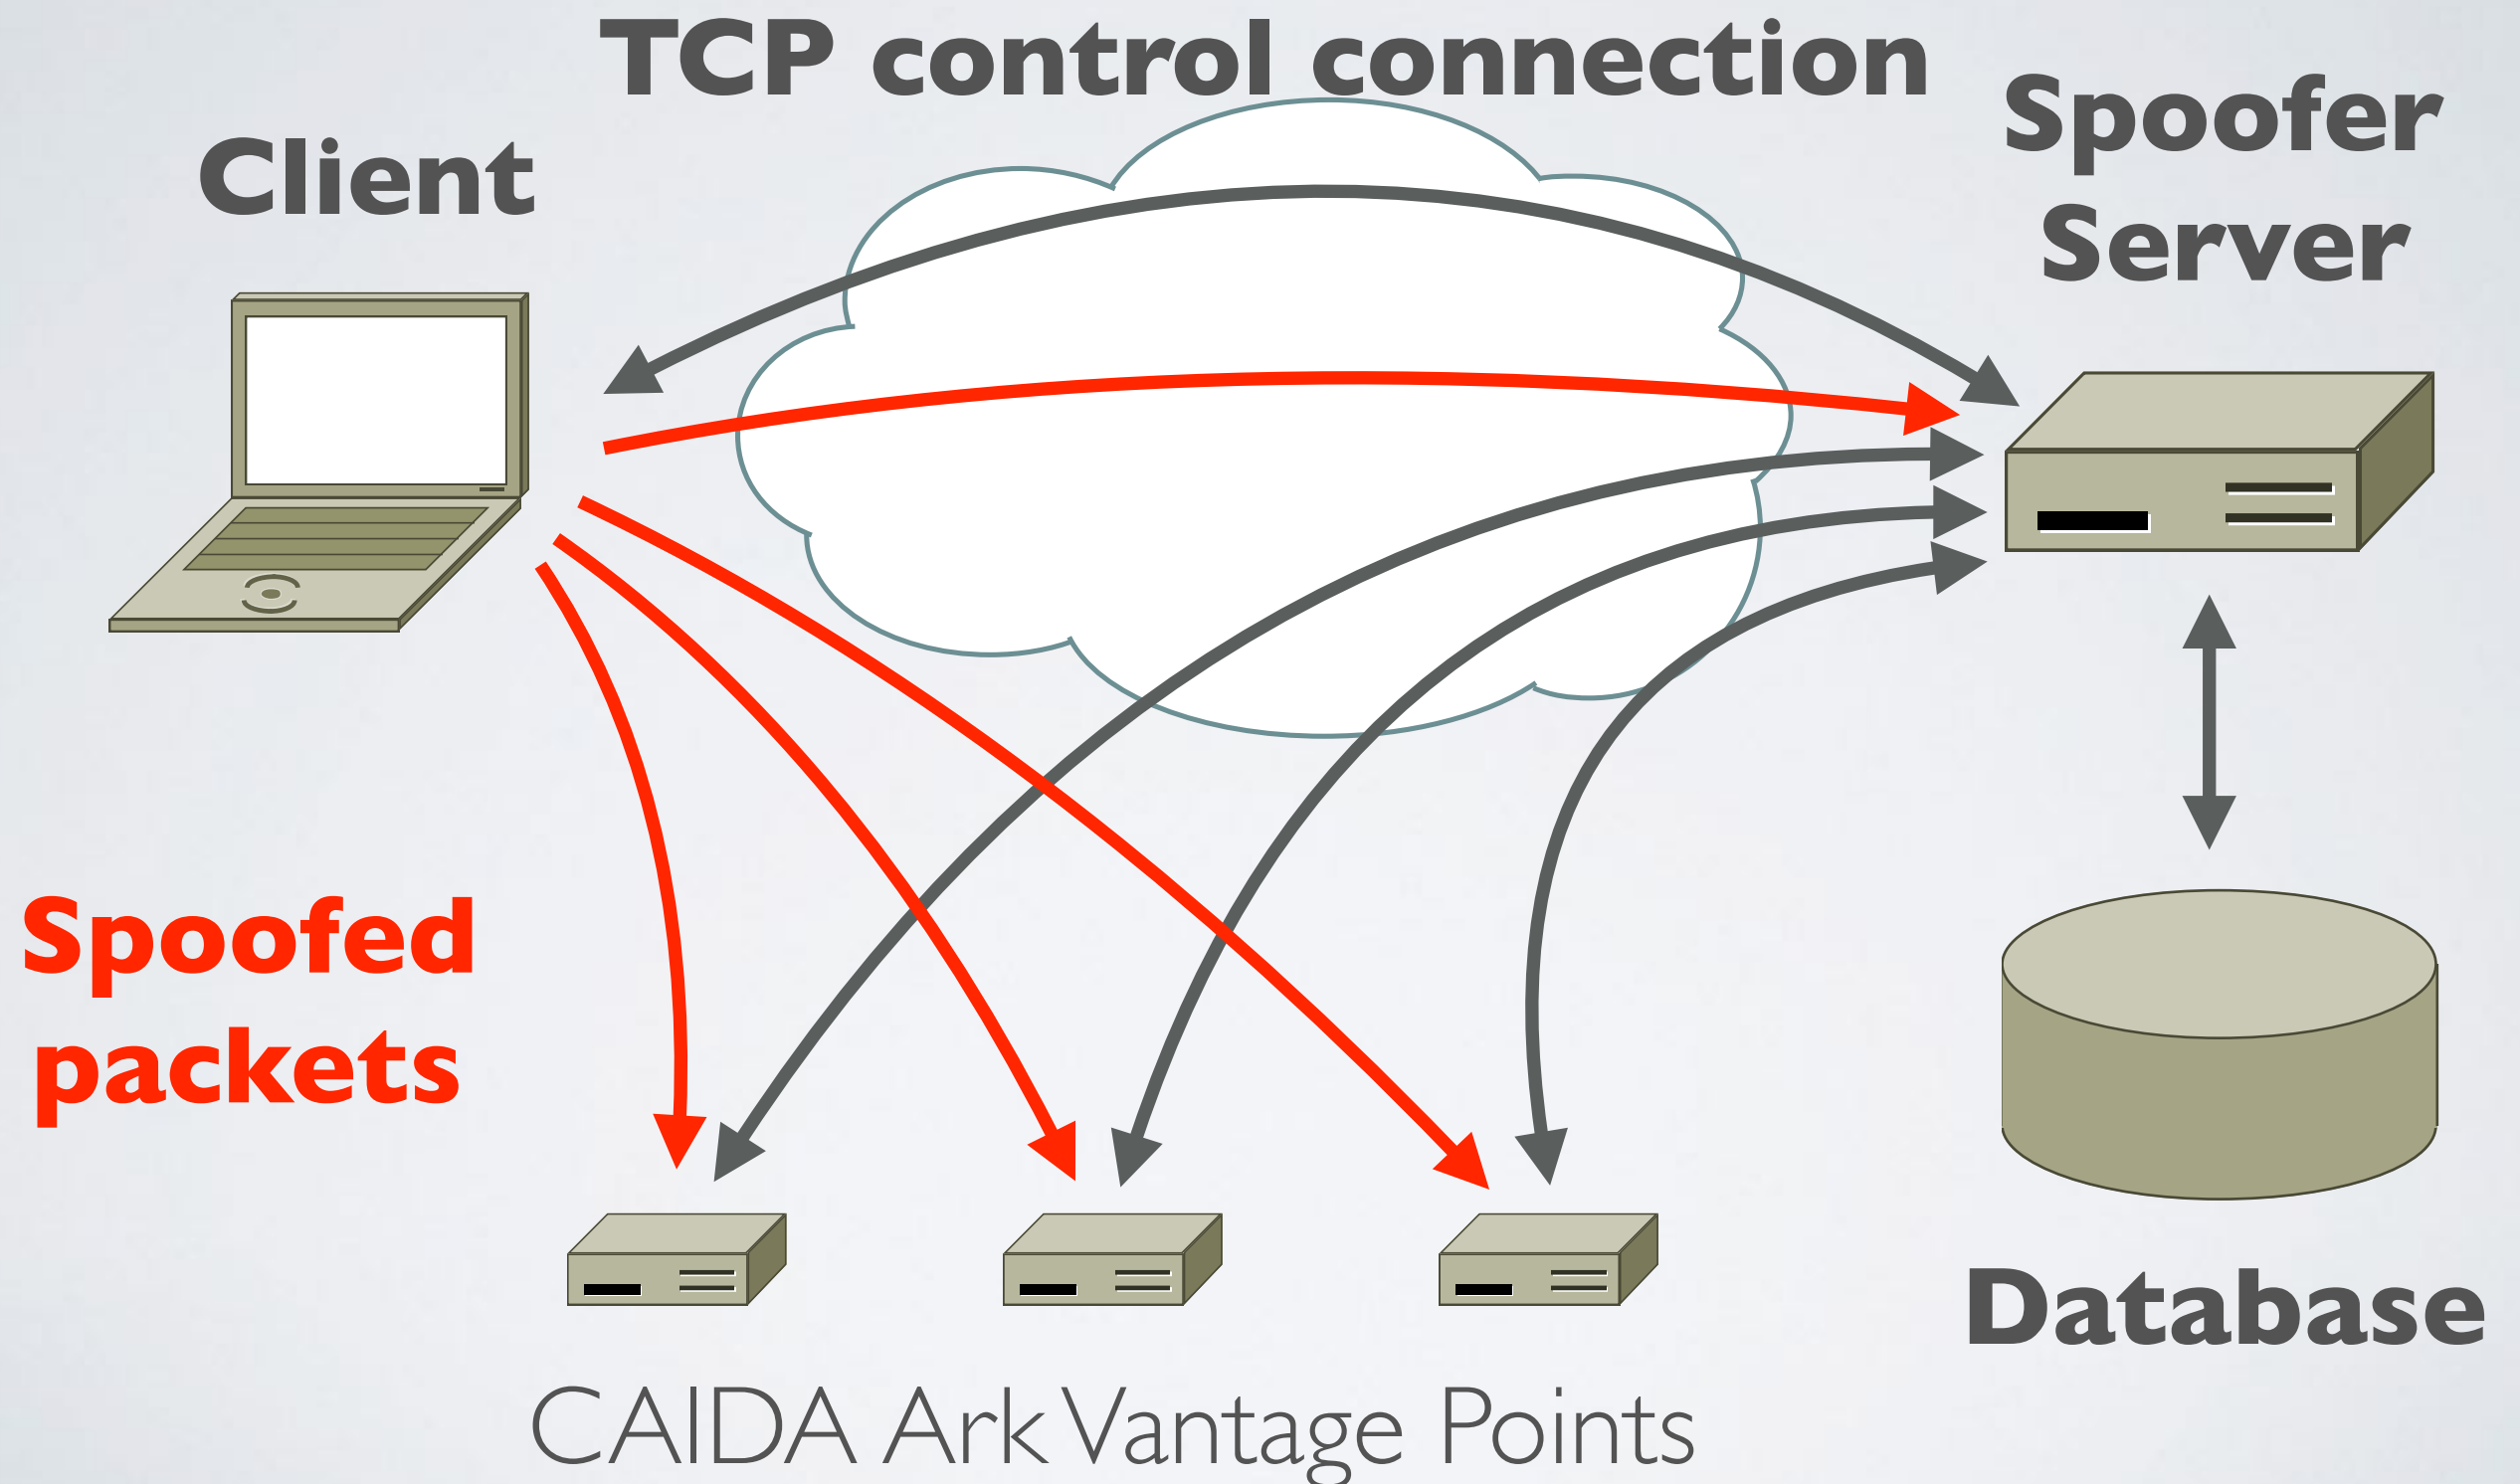 TCP control connection
Client
Spoofer
Server
Spoofed
packets
Database
CAIDA Ark Vantage Points